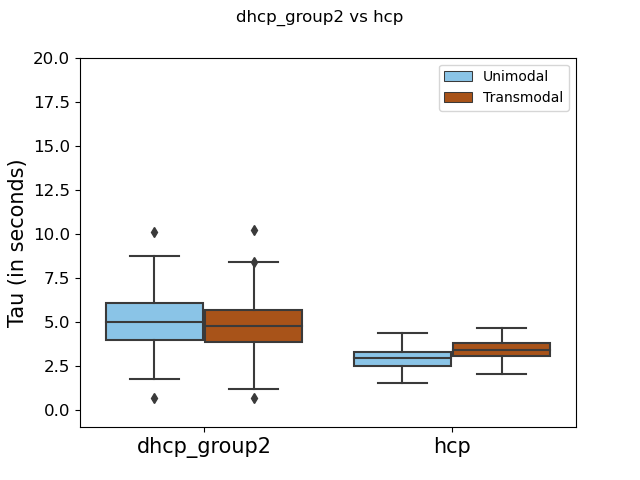 dhcp_group2 vs hcp
20.0
17.5
15.0
12.5
10.0
7.5
5.0
2.5
0.0
Tau (in seconds)
Unimodal
Transmodal
dhcp_group2
hcp